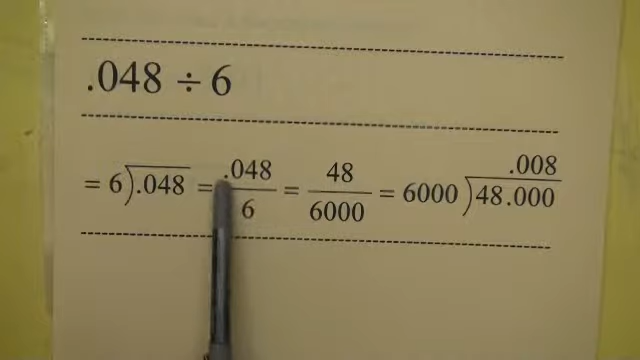 .048 ÷ 6
= 6).048 = .048/6 = 48/6000 = 6000)48.000 .008